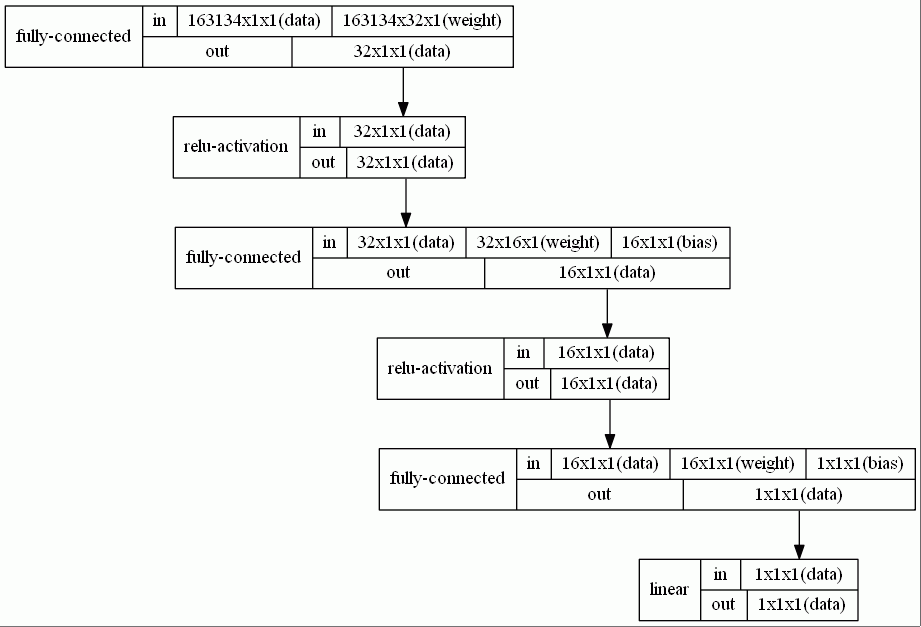 fully-connected in 163134x1x1(data) 163134x32x1(weight)
out 32x1x1(data)
relu-activation in 32x1x1(data)
out 32x1x1(data)
fully-connected in 32x1x1(data) 32x16x1(weight) 16x1x1(bias)
out 16x1x1(data)
relu-activation in 16x1x1(data)
out 16x1x1(data)
fully-connected in 16x1x1(data) 16x1x1(weight) 1x1x1(bias)
out 1x1x1(data)
linear in 1x1x1(data)
out 1x1x1(data)